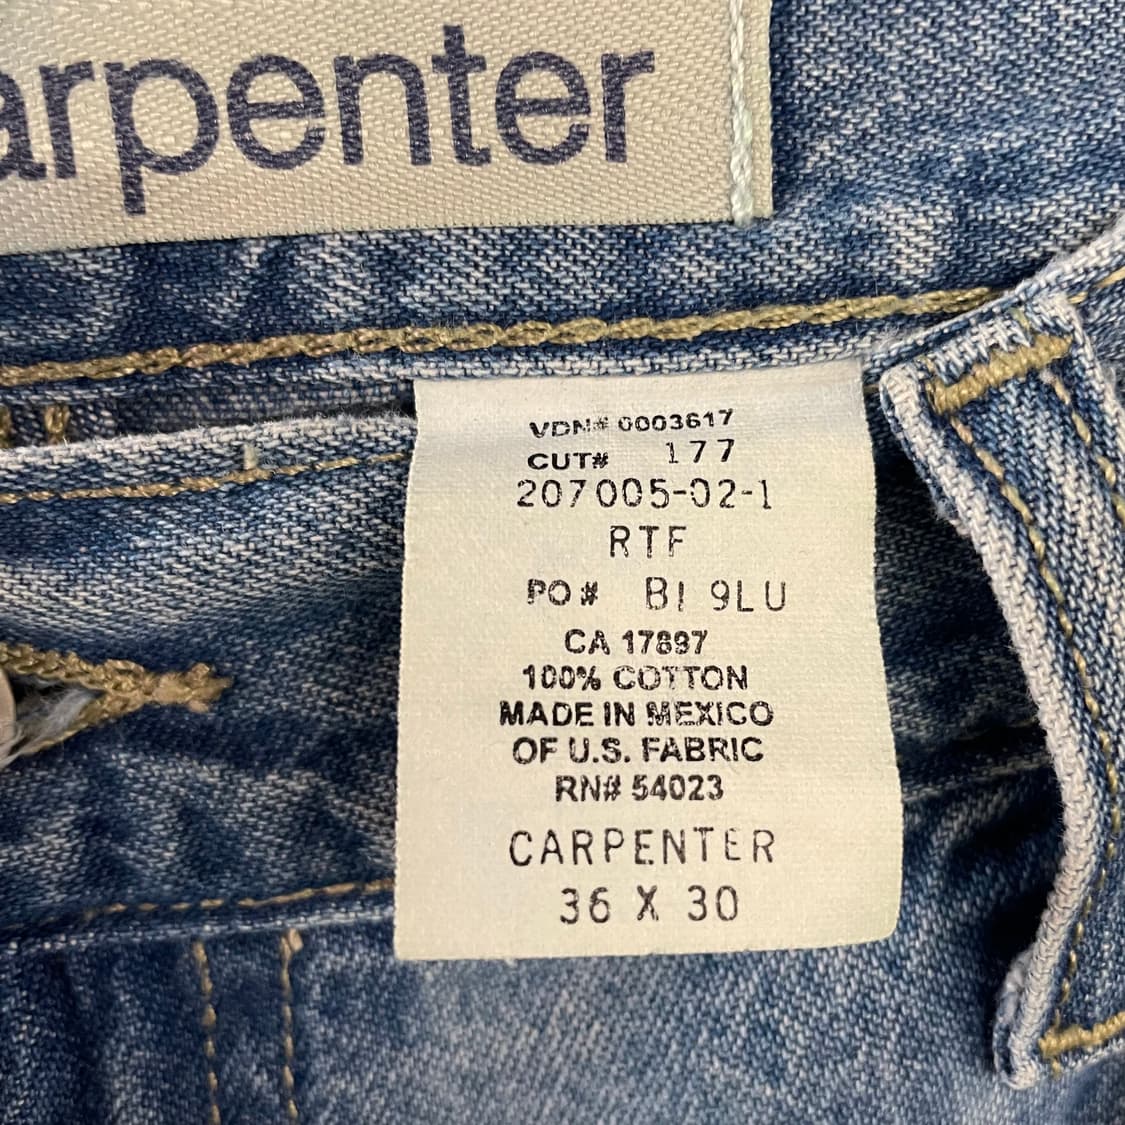 arpenter
VDN# 0003617
CUT# 177
207005-02-1
RTF
PO# B! 9LU
CA 17897
100% COTTON
MADE IN MEXICO
OF U.S. FABRIC
RN# 54023
CARPENTER
36 X 30